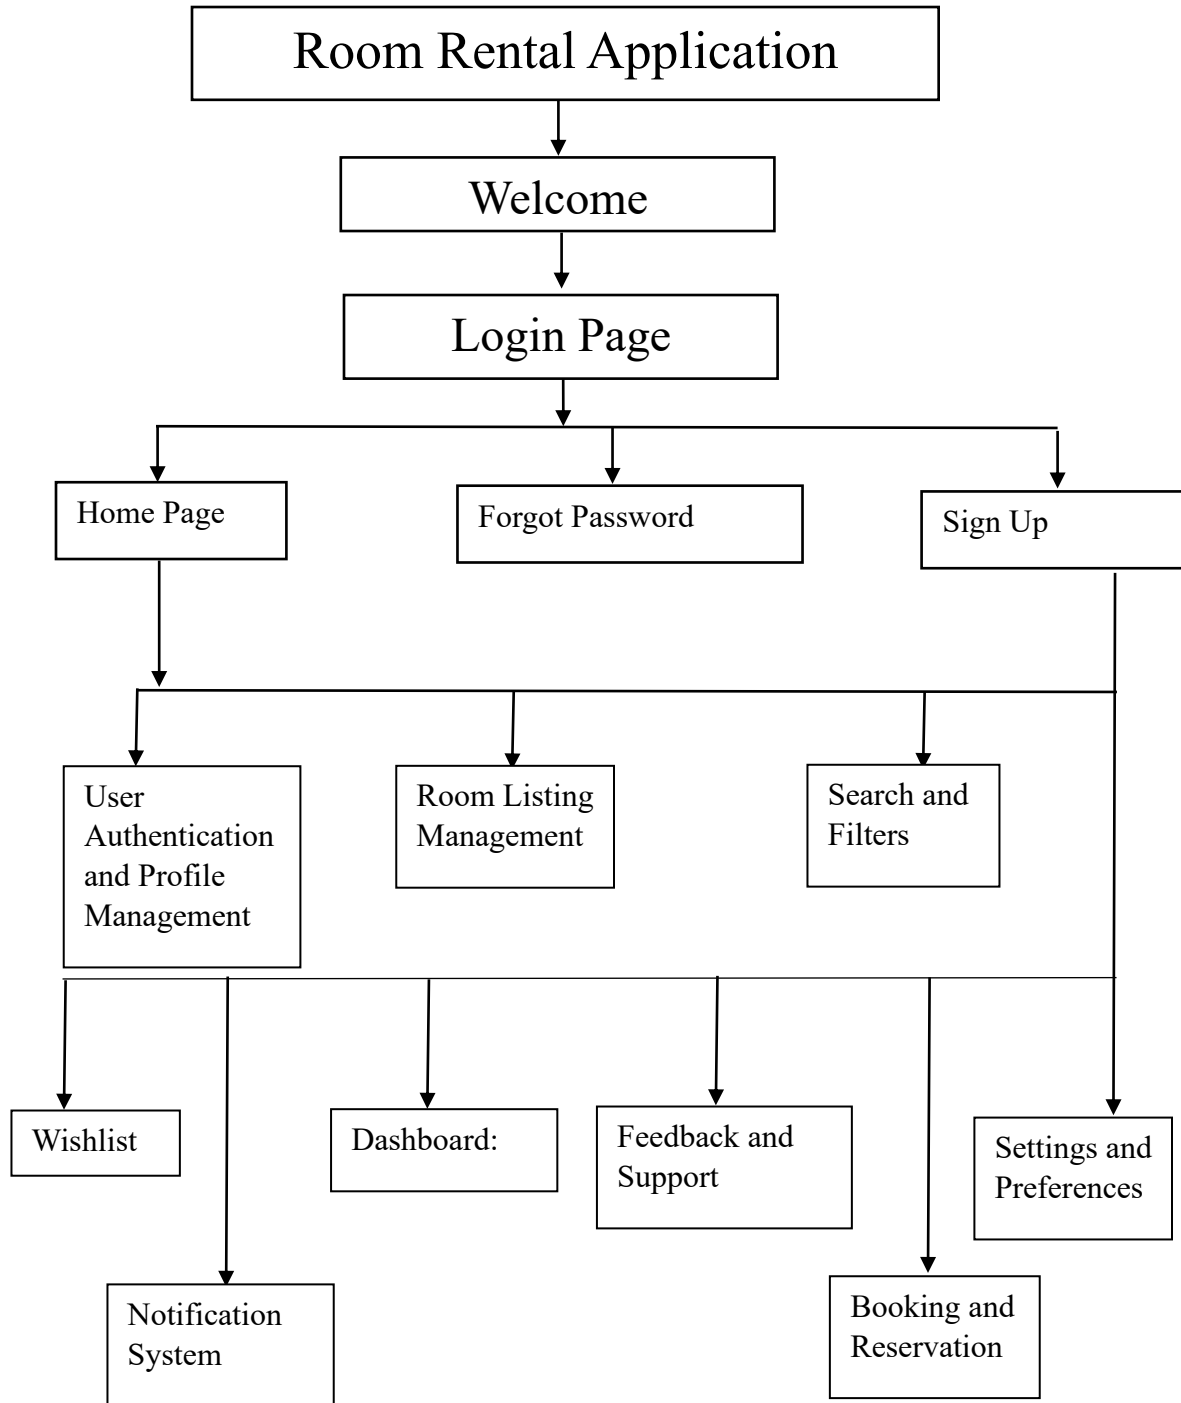 Room Rental Application
Welcome
Login Page
Home Page
Forgot Password
Sign Up
User
Authentication
and Profile
Management
Room Listing
Management
Search and
Filters
Wishlist
Dashboard:
Feedback and
Support
Settings and
Preferences
Notification
System
Booking and
Reservation